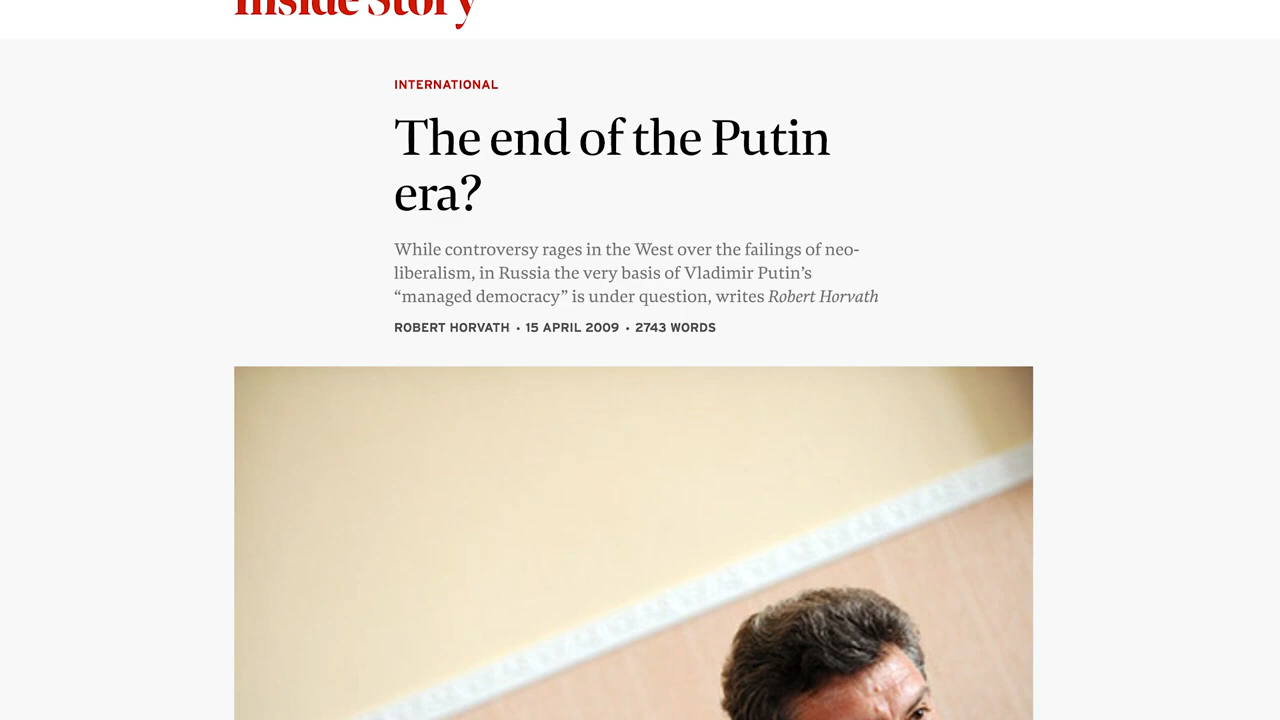 Inside Story
INTERNATIONAL
The end of the Putin
era?
While controversy rages in the West over the failings of neo-
liberalism, in Russia the very basis of Vladimir Putin’s
“managed democracy” is under question, writes Robert Horvath
ROBERT HORVATH • 15 APRIL 2009 • 2743 WORDS